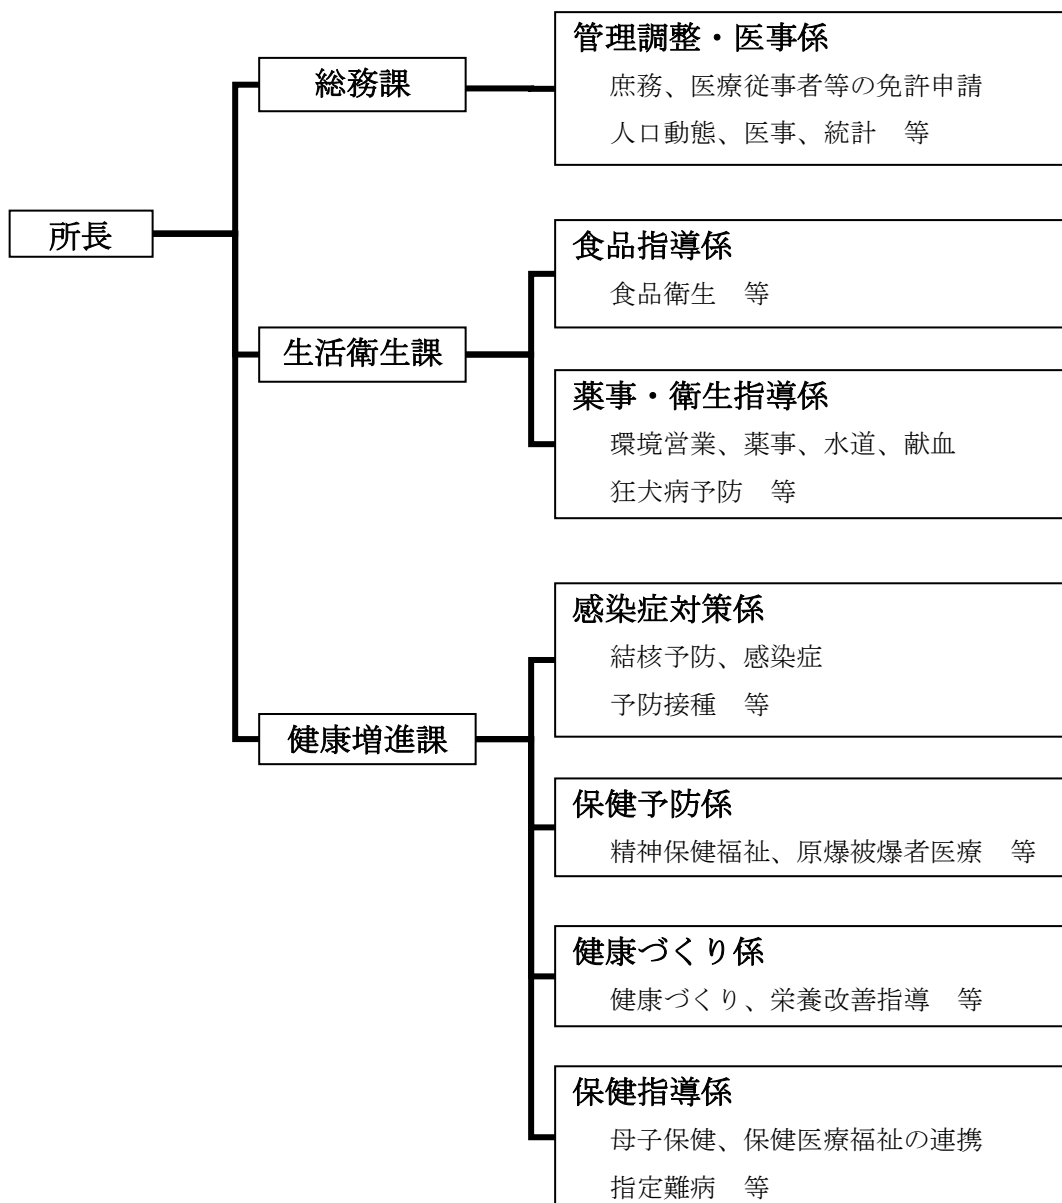 所長
総務課
管理調整・医事係
庶務、医療従事者等の免許申請
人口動態、医事、統計　等
生活衛生課
食品指導係
食品衛生　等
薬事・衛生指導係
環境営業、薬事、水道、献血
狂犬病予防　等
健康増進課
感染症対策係
結核予防、感染症
予防接種　等
保健予防係
精神保健福祉、原爆被爆者医療　等
健康づくり係
健康づくり、栄養改善指導　等
保健指導係
母子保健、保健医療福祉の連携
指定難病　等